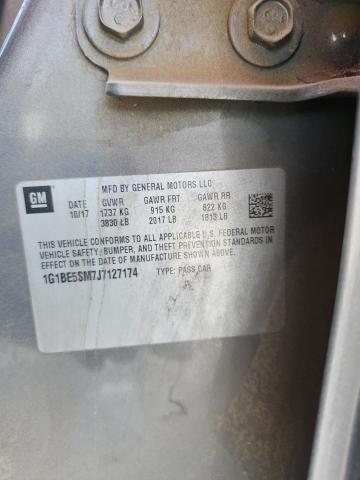 GM
MFD BY GENERAL MOTORS LLC
DATE GVWR GAWR FRT GAWR RR
10/17 1737 KG 915 KG 822 KG
3830 LB 2017 LB 1813 LB
THIS VEHICLE CONFORMS TO ALL APPLICABLE U.S. FEDERAL MOTOR
VEHICLE SAFETY, BUMPER, AND THEFT PREVENTION STANDARDS IN
EFFECT ON THE DATE OF MANUFACTURE SHOWN ABOVE.
1G1BE5SM7J7127174 TYPE: PASS CAR